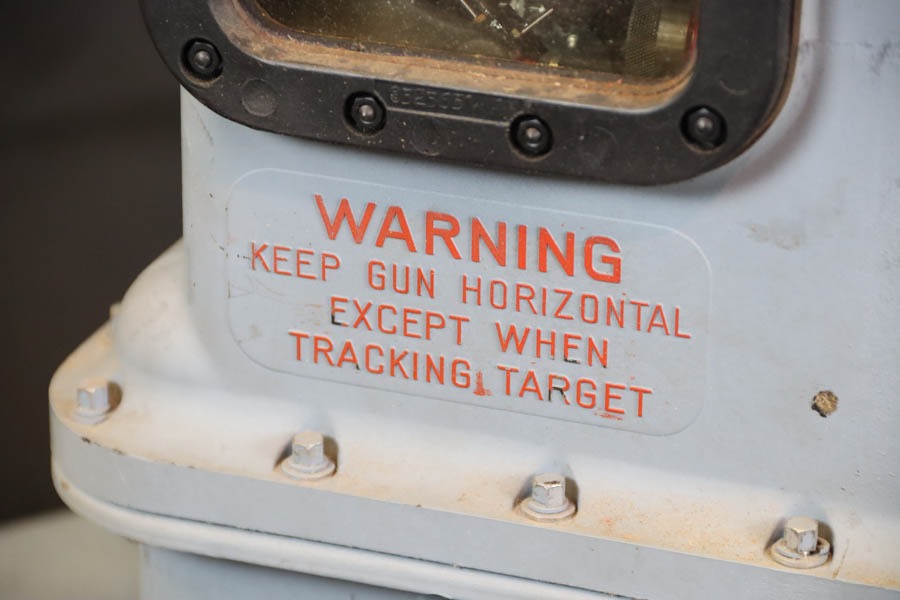 WARNING
KEEP GUN HORIZONTAL
EXCEPT WHEN
TRACKING TARGET